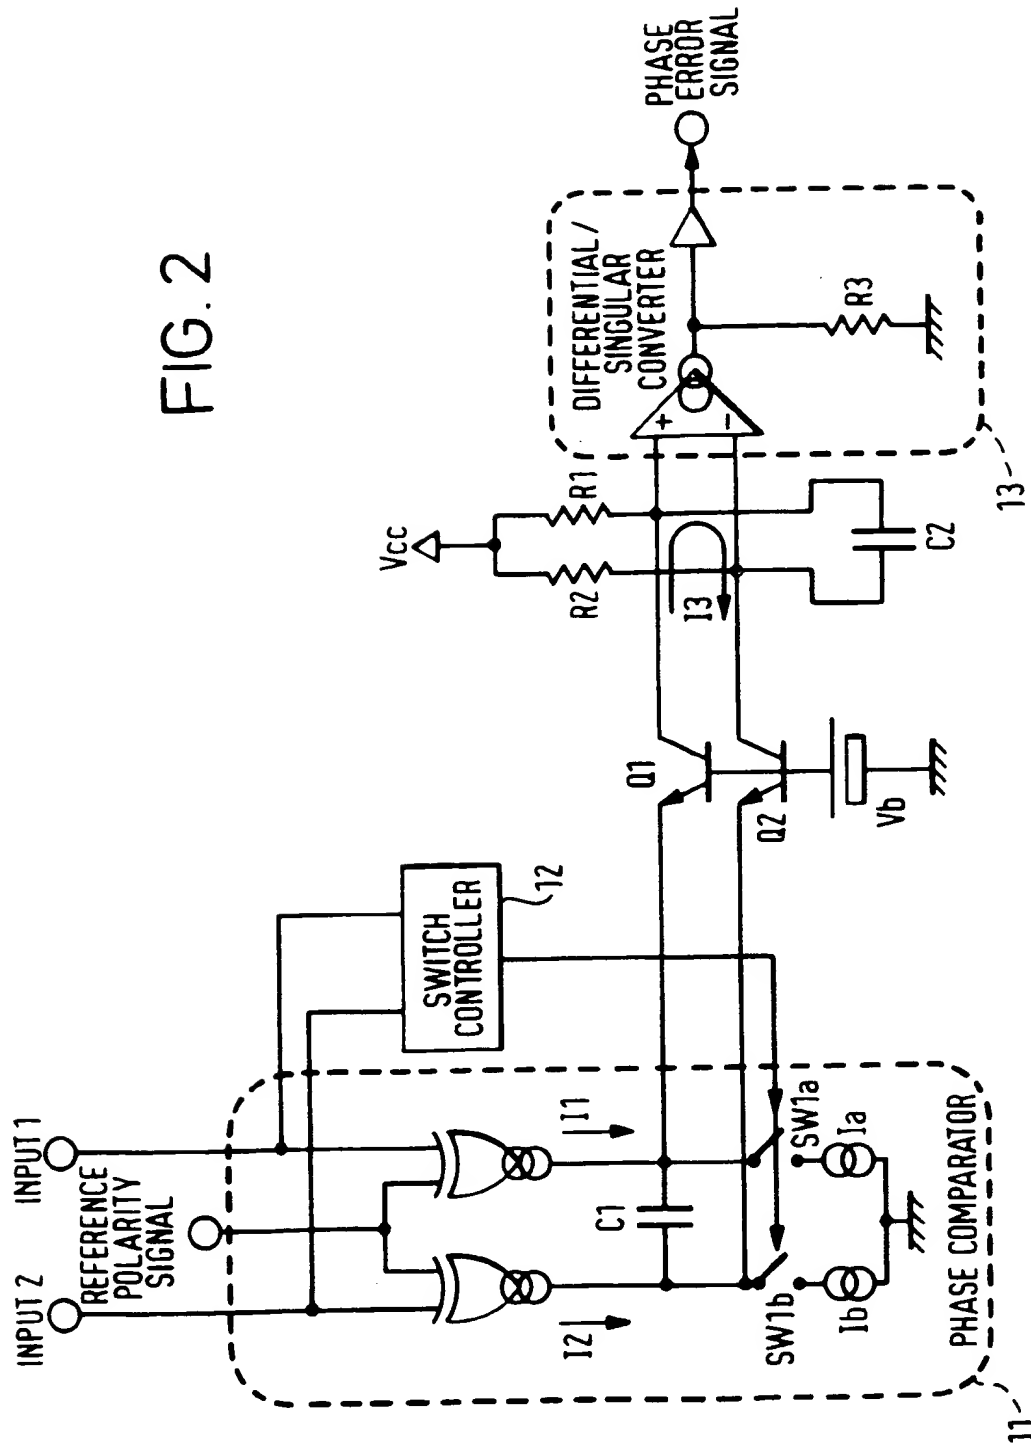 FIG. 2
INPUT 1
REFERENCE
POLARITY
SIGNAL
INPUT 2
SWITCH
CONTROLLER
12
I1
I2
C1
SW1a
SW1b
Ia
Ib
PHASE COMPARATOR
11
Q1
Q2
Vb
Vcc
R1
R2
I3
C2
DIFFERENTIAL/
SINGULAR
CONVERTER
+
−
R3
13
PHASE
ERROR
SIGNAL